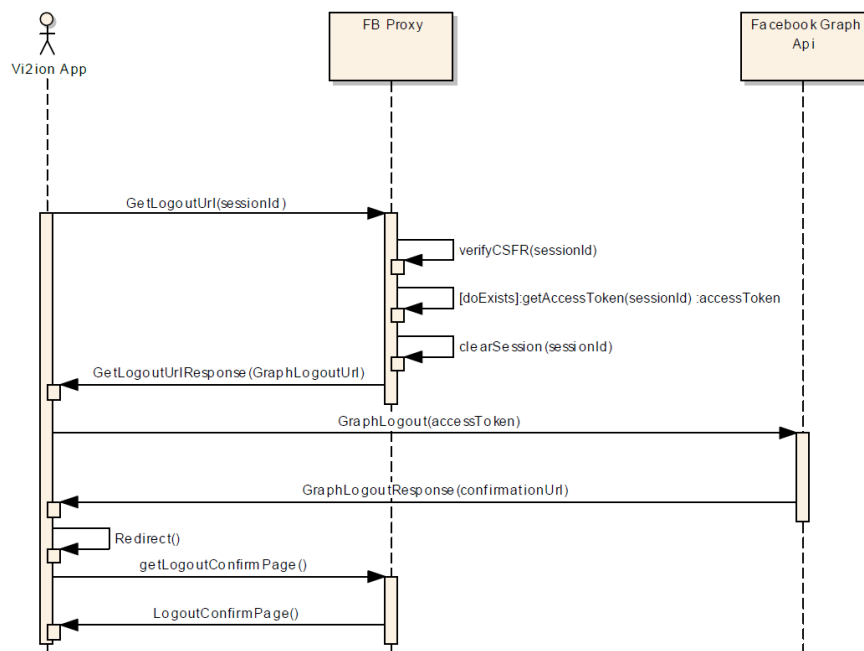 FB Proxy
Facebook Graph
Api
Vi2ion App
GetLogoutUrl(sessionId)
verifyCSFR(sessionId)
[doExists]:getAccessToken(sessionId) :accessToken
clearSession(sessionId)
GetLogoutUrlResponse(GraphLogoutUrl)
GraphLogout(accessToken)
GraphLogoutResponse(confirmationUrl)
Redirect()
getLogoutConfirmPage()
LogoutConfirmPage()